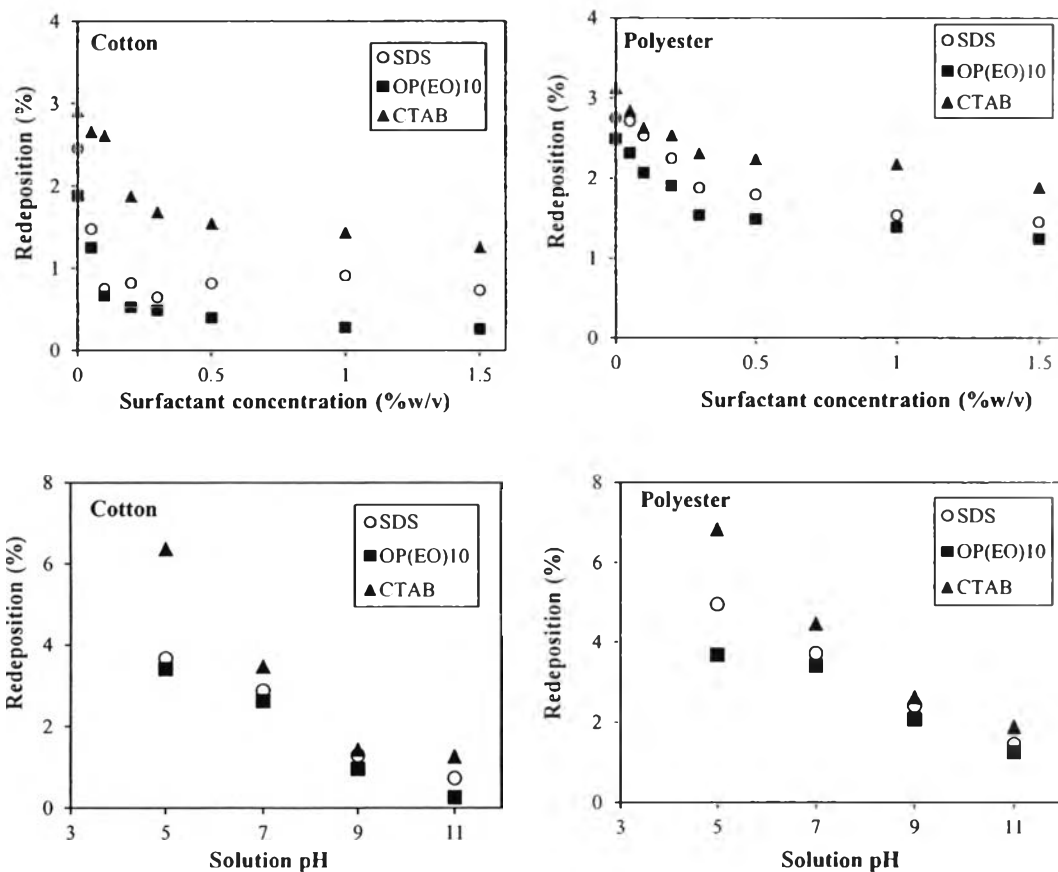 Cotton
SDS
OP(EO)10
CTAB
Redeposition (%)
4
3
2
1
0
0
0.5
1
1.5
Surfactant concentration (%w/v)
Polyester
SDS
OP(EO)10
CTAB
Redeposition (%)
4
3
2
1
0
0
0.5
1
1.5
Surfactant concentration (%w/v)
Cotton
SDS
OP(EO)10
CTAB
Redeposition (%)
8
6
4
2
0
3
5
7
9
11
Solution pH
Polyester
SDS
OP(EO)10
CTAB
Redeposition (%)
8
6
4
2
0
3
5
7
9
11
Solution pH